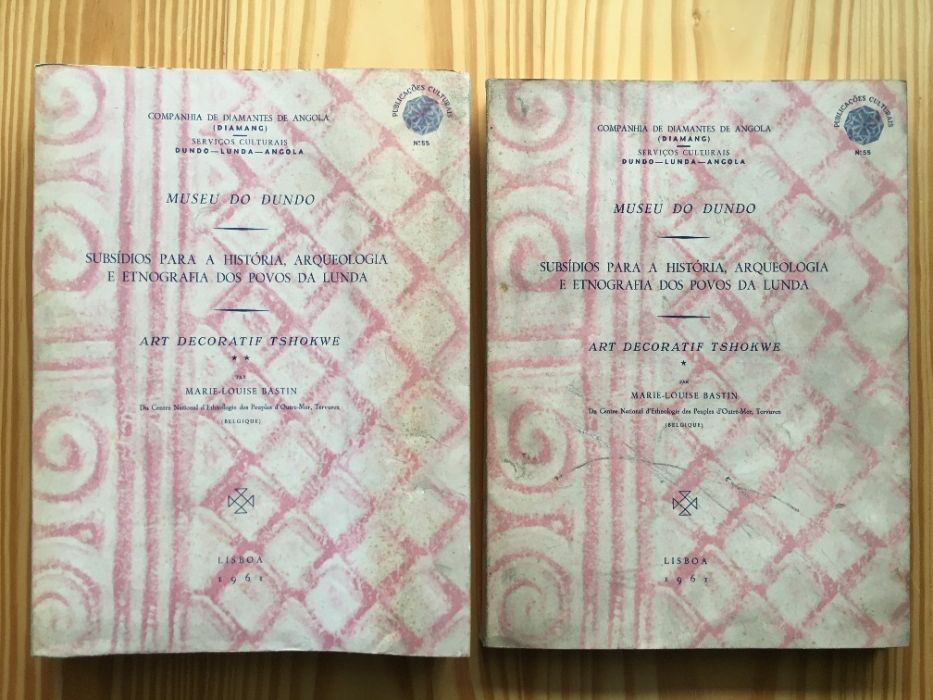 COMPANHIA DE DIAMANTES DE ANGOLA
(DIAMANG)
SERVIÇOS CULTURAIS
DUNDO—LUNDA—ANGOLA
PUBLICAÇÕES CULTURAIS
Nº 55
MUSEU DO DUNDO
SUBSÍDIOS PARA A HISTÓRIA, ARQUEOLOGIA
E ETNOGRAFIA DOS POVOS DA LUNDA
ART DECORATIF TSHOKWE
★ ★
PAR
MARIE-LOUISE BASTIN
Du Centre National d'Ethnologie des Peuples d'Outre-Mer, Tervuren
(BELGIQUE)
LISBOA
1961
COMPANHIA DE DIAMANTES DE ANGOLA
(DIAMANG)
SERVIÇOS CULTURAIS
DUNDO—LUNDA—ANGOLA
PUBLICAÇÕES CULTURAIS
Nº 55
MUSEU DO DUNDO
SUBSÍDIOS PARA A HISTÓRIA, ARQUEOLOGIA
E ETNOGRAFIA DOS POVOS DA LUNDA
ART DECORATIF TSHOKWE
★
PAR
MARIE-LOUISE BASTIN
Du Centre National d'Ethnologie des Peuples d'Outre-Mer, Tervuren
(BELGIQUE)
LISBOA
1961